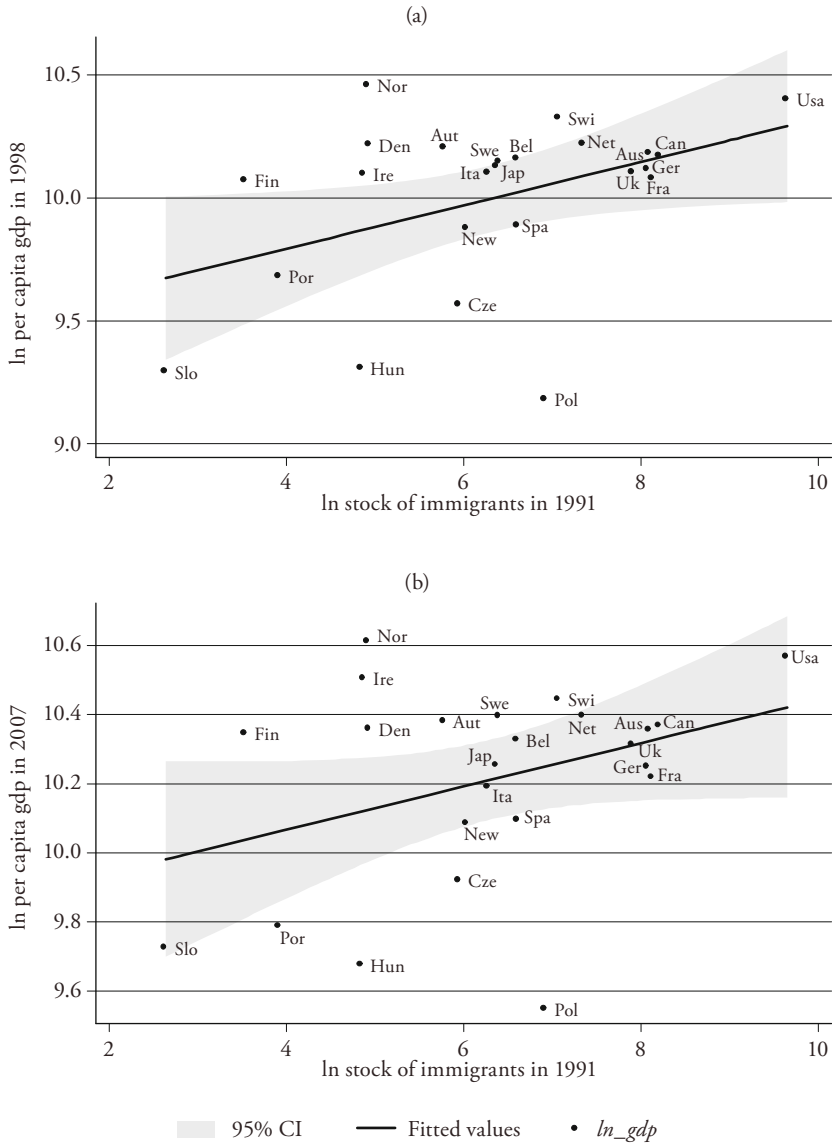 (a)
ln per capita gdp in 1998
10.5
10.0
9.5
9.0
Nor
Usa
Swi
Den
Aut
Net
Can
Swe
Bel
Aus
Ger
Fin
Ire
Ita
Jap
Uk
Fra
New
Spa
Por
Cze
Slo
Hun
Pol
2 4 6 8 10
ln stock of immigrants in 1991
(b)
ln per capita gdp in 2007
10.6
10.4
10.2
10.0
9.8
9.6
Nor
Usa
Ire
Swi
Swe
Fin
Den
Aut
Net
Aus
Can
Bel
Uk
Jap
Ger
Fra
Ita
New
Spa
Cze
Por
Slo
Hun
Pol
2 4 6 8 10
ln stock of immigrants in 1991
95% CI Fitted values ln_gdp